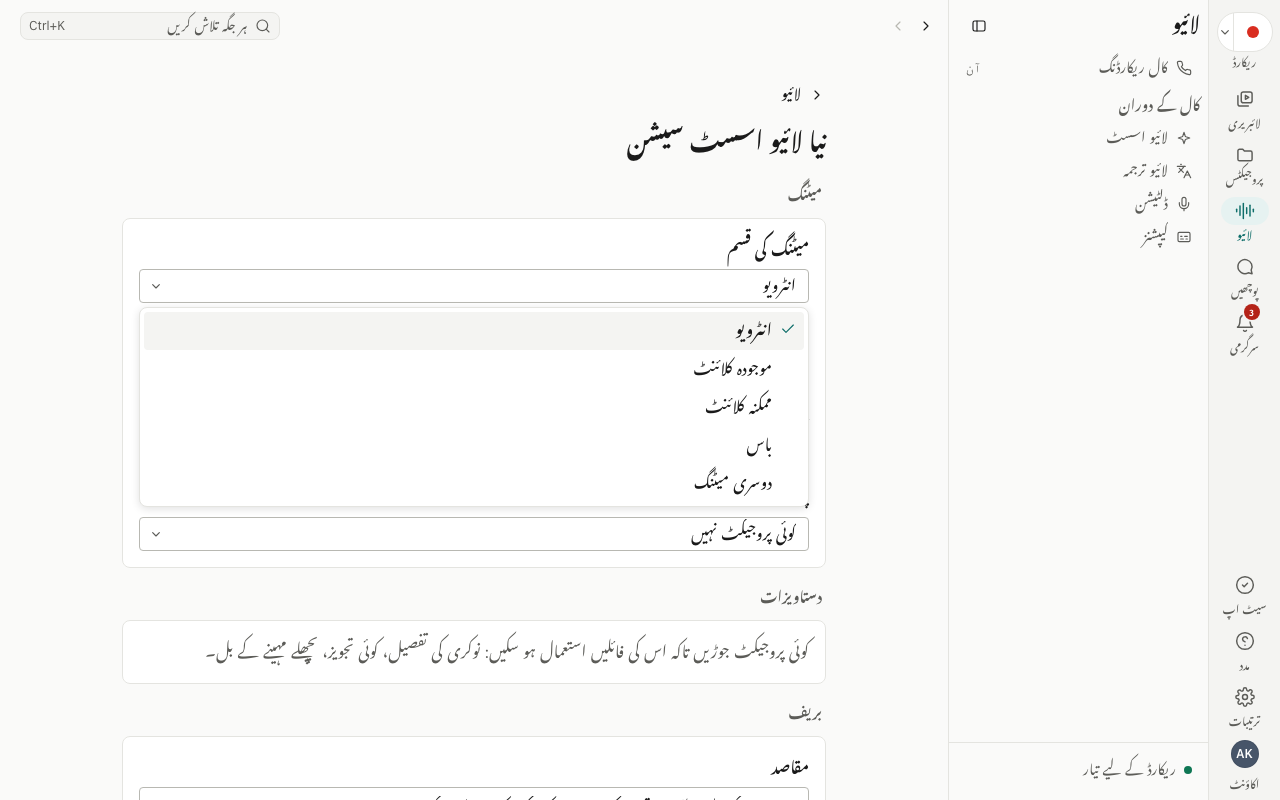 ریکارڈ
لائبریری
پروجیکٹس
لائیو
پوچھیں
3
سرگرمی
سیٹ اپ
مدد
ترتیبات
AK
اکاؤنٹ
لائیو
کال ریکارڈنگ
آن
کال کے دوران
لائیو اسسٹ
لائیو ترجمہ
ڈکٹیشن
کیپشنز
ریکارڈ کے لیے تیار
ہر جگہ تلاش کریں
Ctrl+K
لائیو
نیا لائیو اسسٹ سیشن
میٹنگ
میٹنگ کی قسم
انٹرویو
انٹرویو
موجودہ کلائنٹ
ممکنہ کلائنٹ
باس
دوسری میٹنگ
کوئی پروجیکٹ نہیں
دستاویزات
کوئی پروجیکٹ جوڑیں تاکہ اس کی فائلیں استعمال ہو سکیں: نوکری کی تفصیل، کوئی تجویز، پچھلے مہینے کے بل۔
بریف
مقاصد